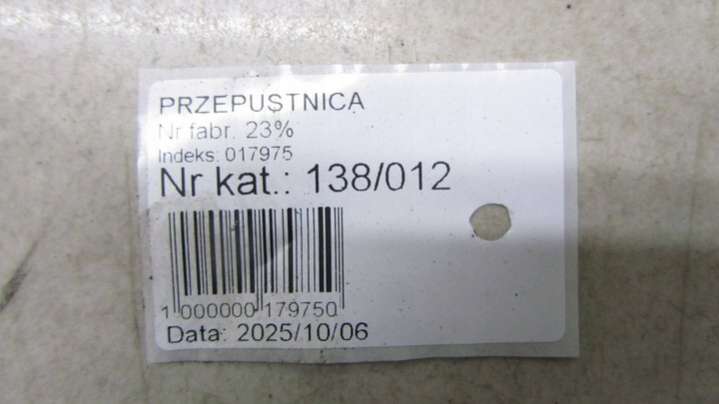 PRZEPUSTNICA
Nr fabr. 23%
Indeks: 017975
Nr kat.: 138/012
1 000000 179750
Data: 2025/10/06